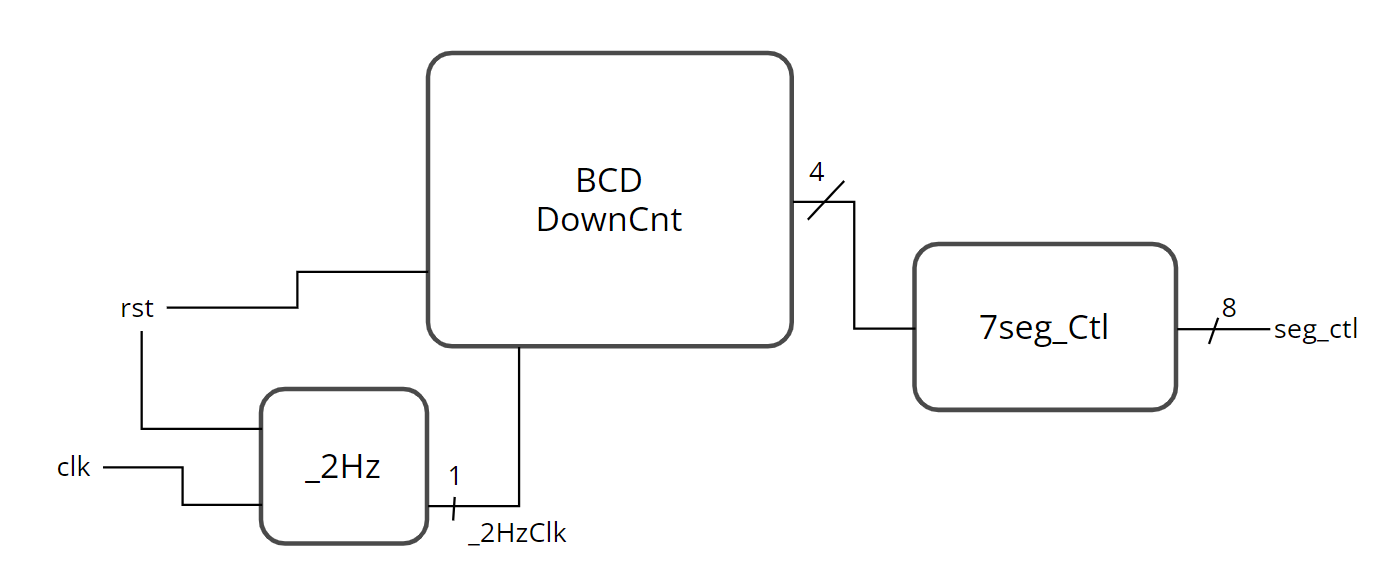 BCD
DownCnt
4
rst
7seg_Ctl
8
seg_ctl
clk
_2Hz
1
_2HzClk